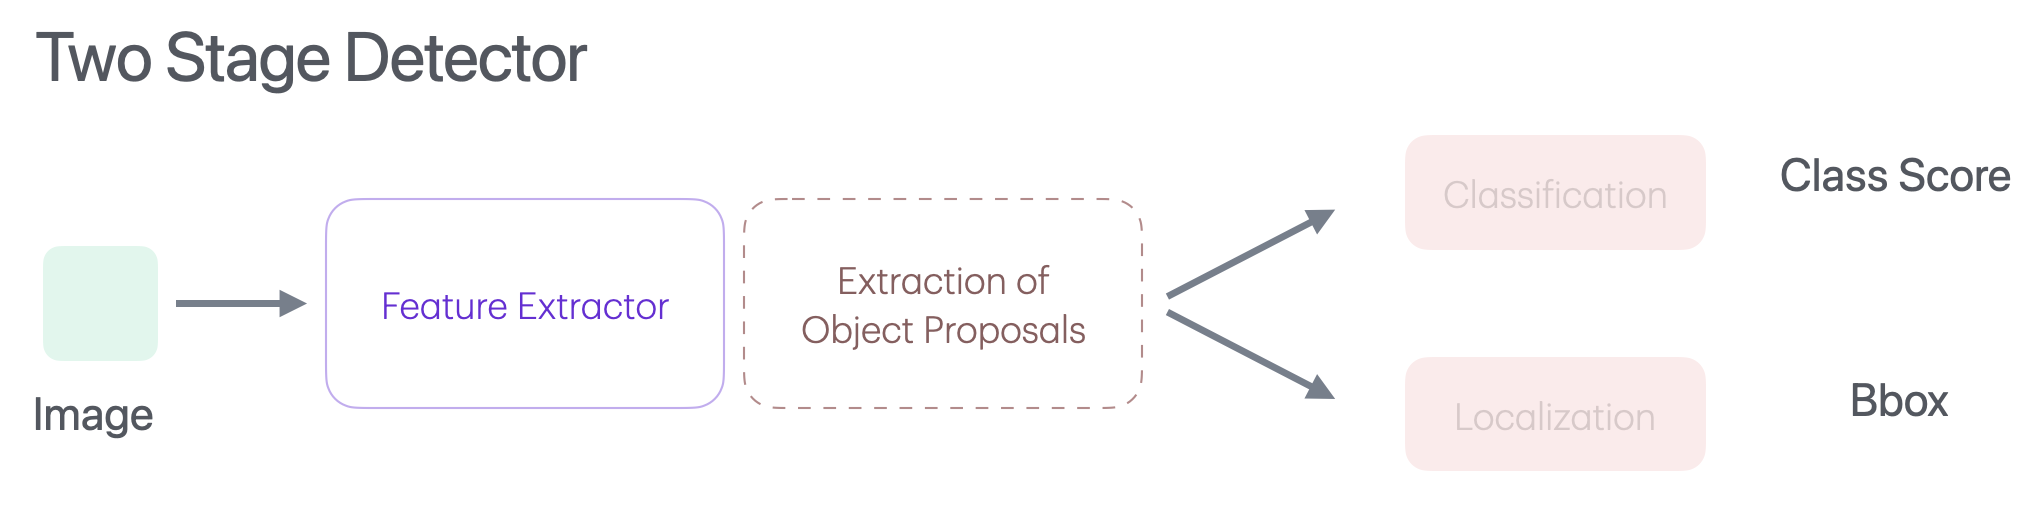 Two Stage Detector
Image
Feature Extractor
Extraction of
Object Proposals
Classification
Class Score
Localization
Bbox